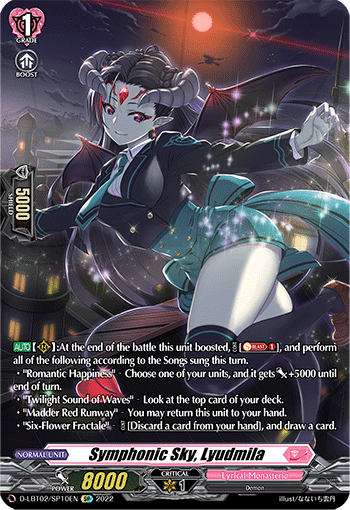 1
GRADE
BOOST
5000
SHIELD
AUTO【 】:At the end of the battle this unit boosted, COST [SOUL BLAST 1], and perform
all of the following according to the Songs sung this turn.
• "Romantic Happiness" - Choose one of your units, and it gets +5000 until
end of turn.
• "Twilight Sound of Waves" - Look at the top card of your deck.
• "Madder Red Runway" - You may return this unit to your hand.
• "Six-Flower Fractale" - COST [Discard a card from your hand], and draw a card.
NORMAL UNIT
Symphonic Sky, Lyudmila
POWER 8000
CRITICAL
1
Lyrical Monasterio
Demon
D-LBT02/SP10EN SP 2022
illust/なないち雲丹